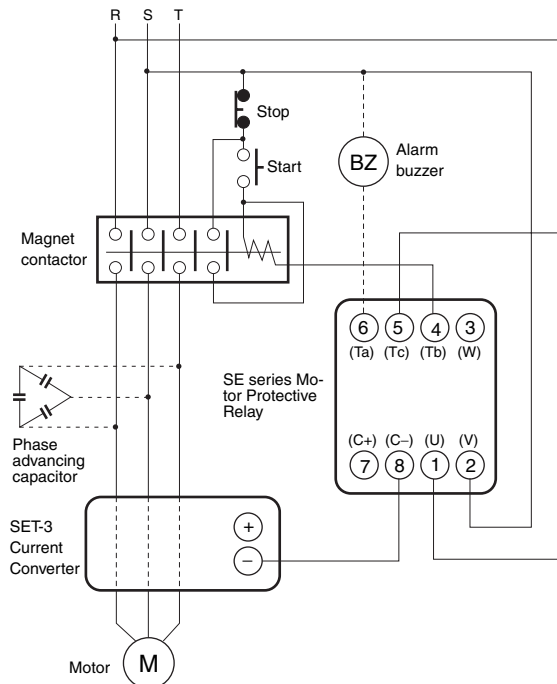 R S T
Stop
Start
BZ
Alarm
buzzer
Magnet
contactor
6 5 4 3
(Ta) (Tc) (Tb) (W)
SE series Mo-
tor Protective
Relay
(C+) (C−) (U) (V)
7 8 1 2
Phase
advancing
capacitor
SET-3
Current
Converter
+
−
Motor
M